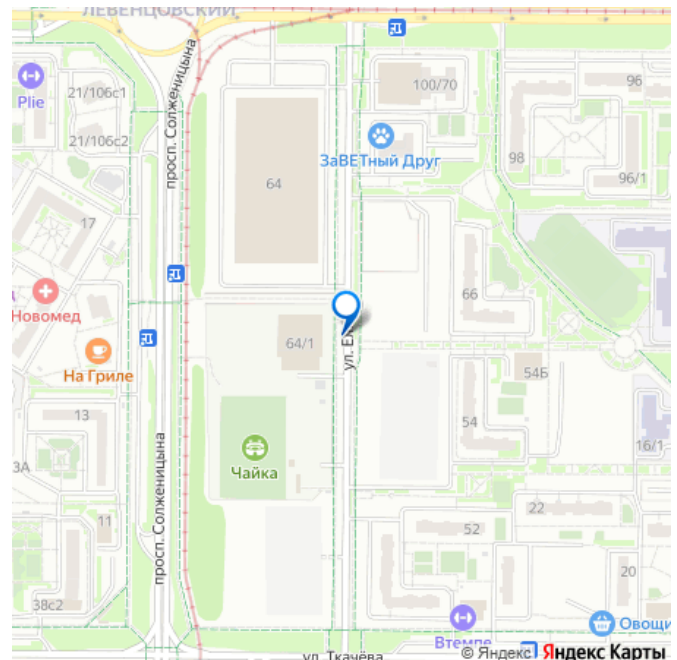 ЛЕВЕНЦОВСКИЙ
Plie
21/106с1
21/106с2
просп. Солженицына
100/70
96
ЗаВЕТный Друг
98
96/1
64
17
Новомед
66
64/1
ул. Е
На Гриле
54Б
13
54
16/1
Чайка
3А
просп. Солженицына
11
52
22
20
38с2
Втемпе
Овощи
ул. Ткачёва
© Яндекс
Яндекс Карты